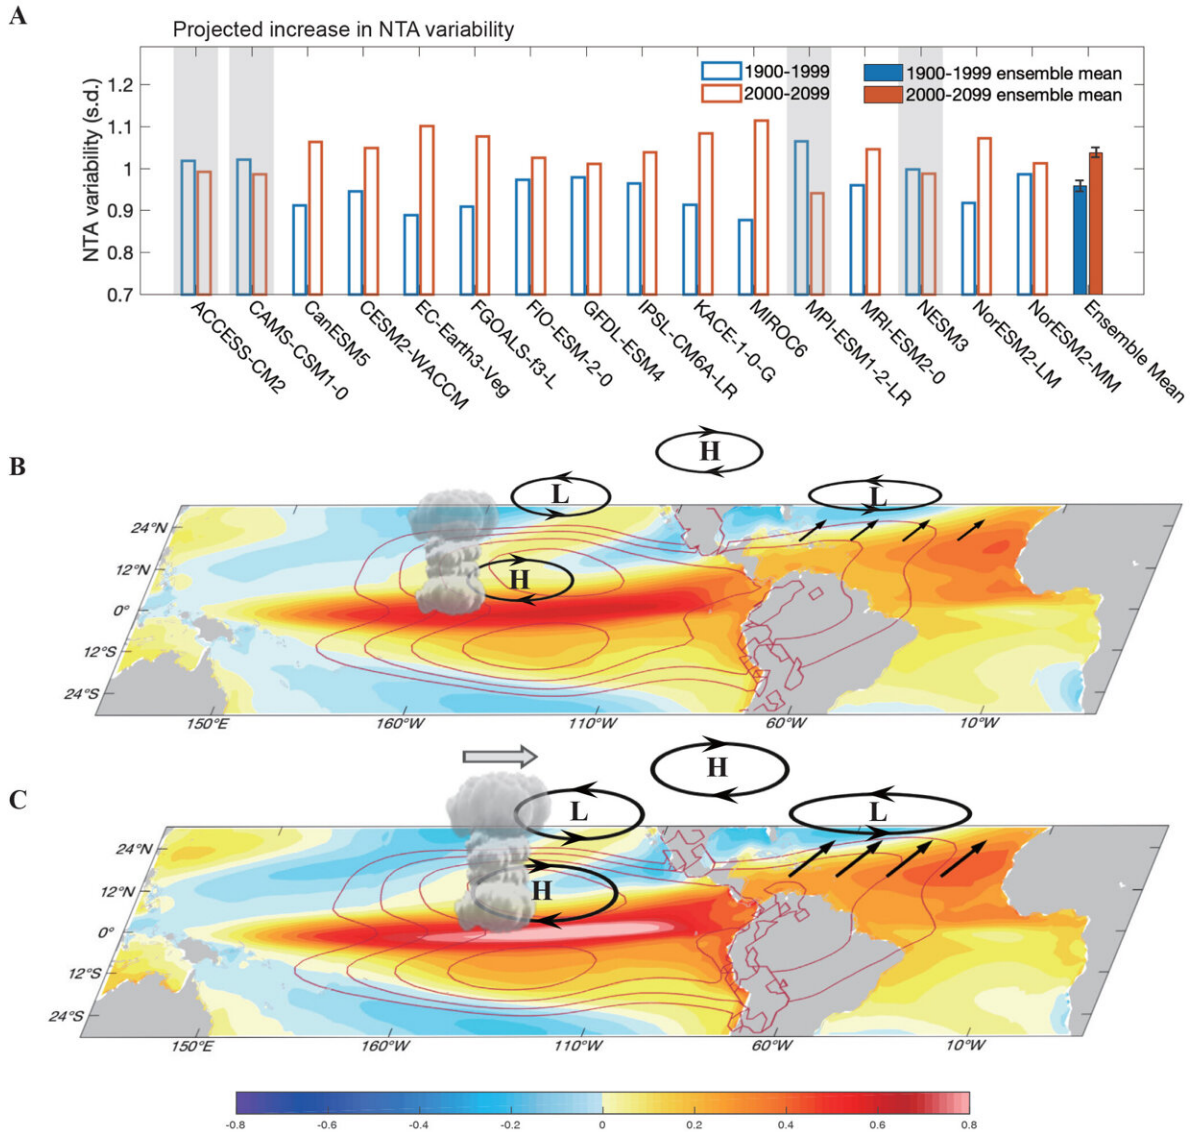 A
Projected increase in NTA variability
NTA variability (s.d.)
1.2
1.1
1
0.9
0.8
0.7
1900-1999
2000-2099
1900-1999 ensemble mean
2000-2099 ensemble mean
ACCESS-CM2
CAMS-CSM1-0
CanESM5
CESM2-WACCM
EC-Earth3-Veg
FGOALS-f3-L
FIO-ESM-2-0
GFDL-ESM4
IPSL-CM6A-LR
KACE-1-0-G
MIROC6
MPI-ESM1-2-LR
MRI-ESM2-0
NESM3
NorESM2-LM
NorESM2-MM
Ensemble Mean
B
H
L
L
H
24°N
12°N
0°
12°S
24°S
150°E
160°W
110°W
60°W
10°W
C
H
L
L
H
24°N
12°N
0°
12°S
24°S
150°E
160°W
110°W
60°W
10°W
-0.8
-0.6
-0.4
-0.2
0
0.2
0.4
0.6
0.8